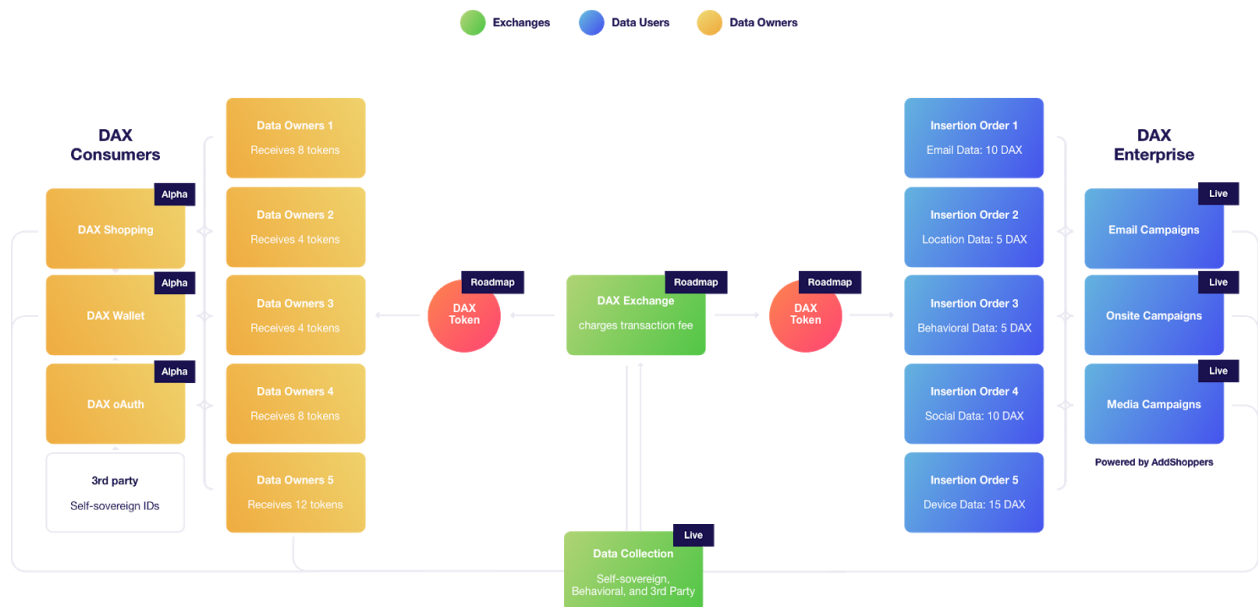 Exchanges
Data Users
Data Owners
DAX
Consumers
Alpha
DAX Shopping
Alpha
DAX Wallet
Alpha
DAX oAuth
3rd party
Self-sovereign IDs
Data Owners 1
Receives 8 tokens
Data Owners 2
Receives 4 tokens
Data Owners 3
Receives 4 tokens
Data Owners 4
Receives 8 tokens
Data Owners 5
Receives 12 tokens
Roadmap
DAX
Token
Roadmap
DAX Exchange
charges transaction fee
Roadmap
DAX
Token
Live
Data Collection
Self-sovereign,
Behavioral, and 3rd Party
Insertion Order 1
Email Data: 10 DAX
Insertion Order 2
Location Data: 5 DAX
Insertion Order 3
Behavioral Data: 5 DAX
Insertion Order 4
Social Data: 10 DAX
Insertion Order 5
Device Data: 15 DAX
DAX
Enterprise
Live
Email Campaigns
Live
Onsite Campaigns
Live
Media Campaigns
Powered by AddShoppers